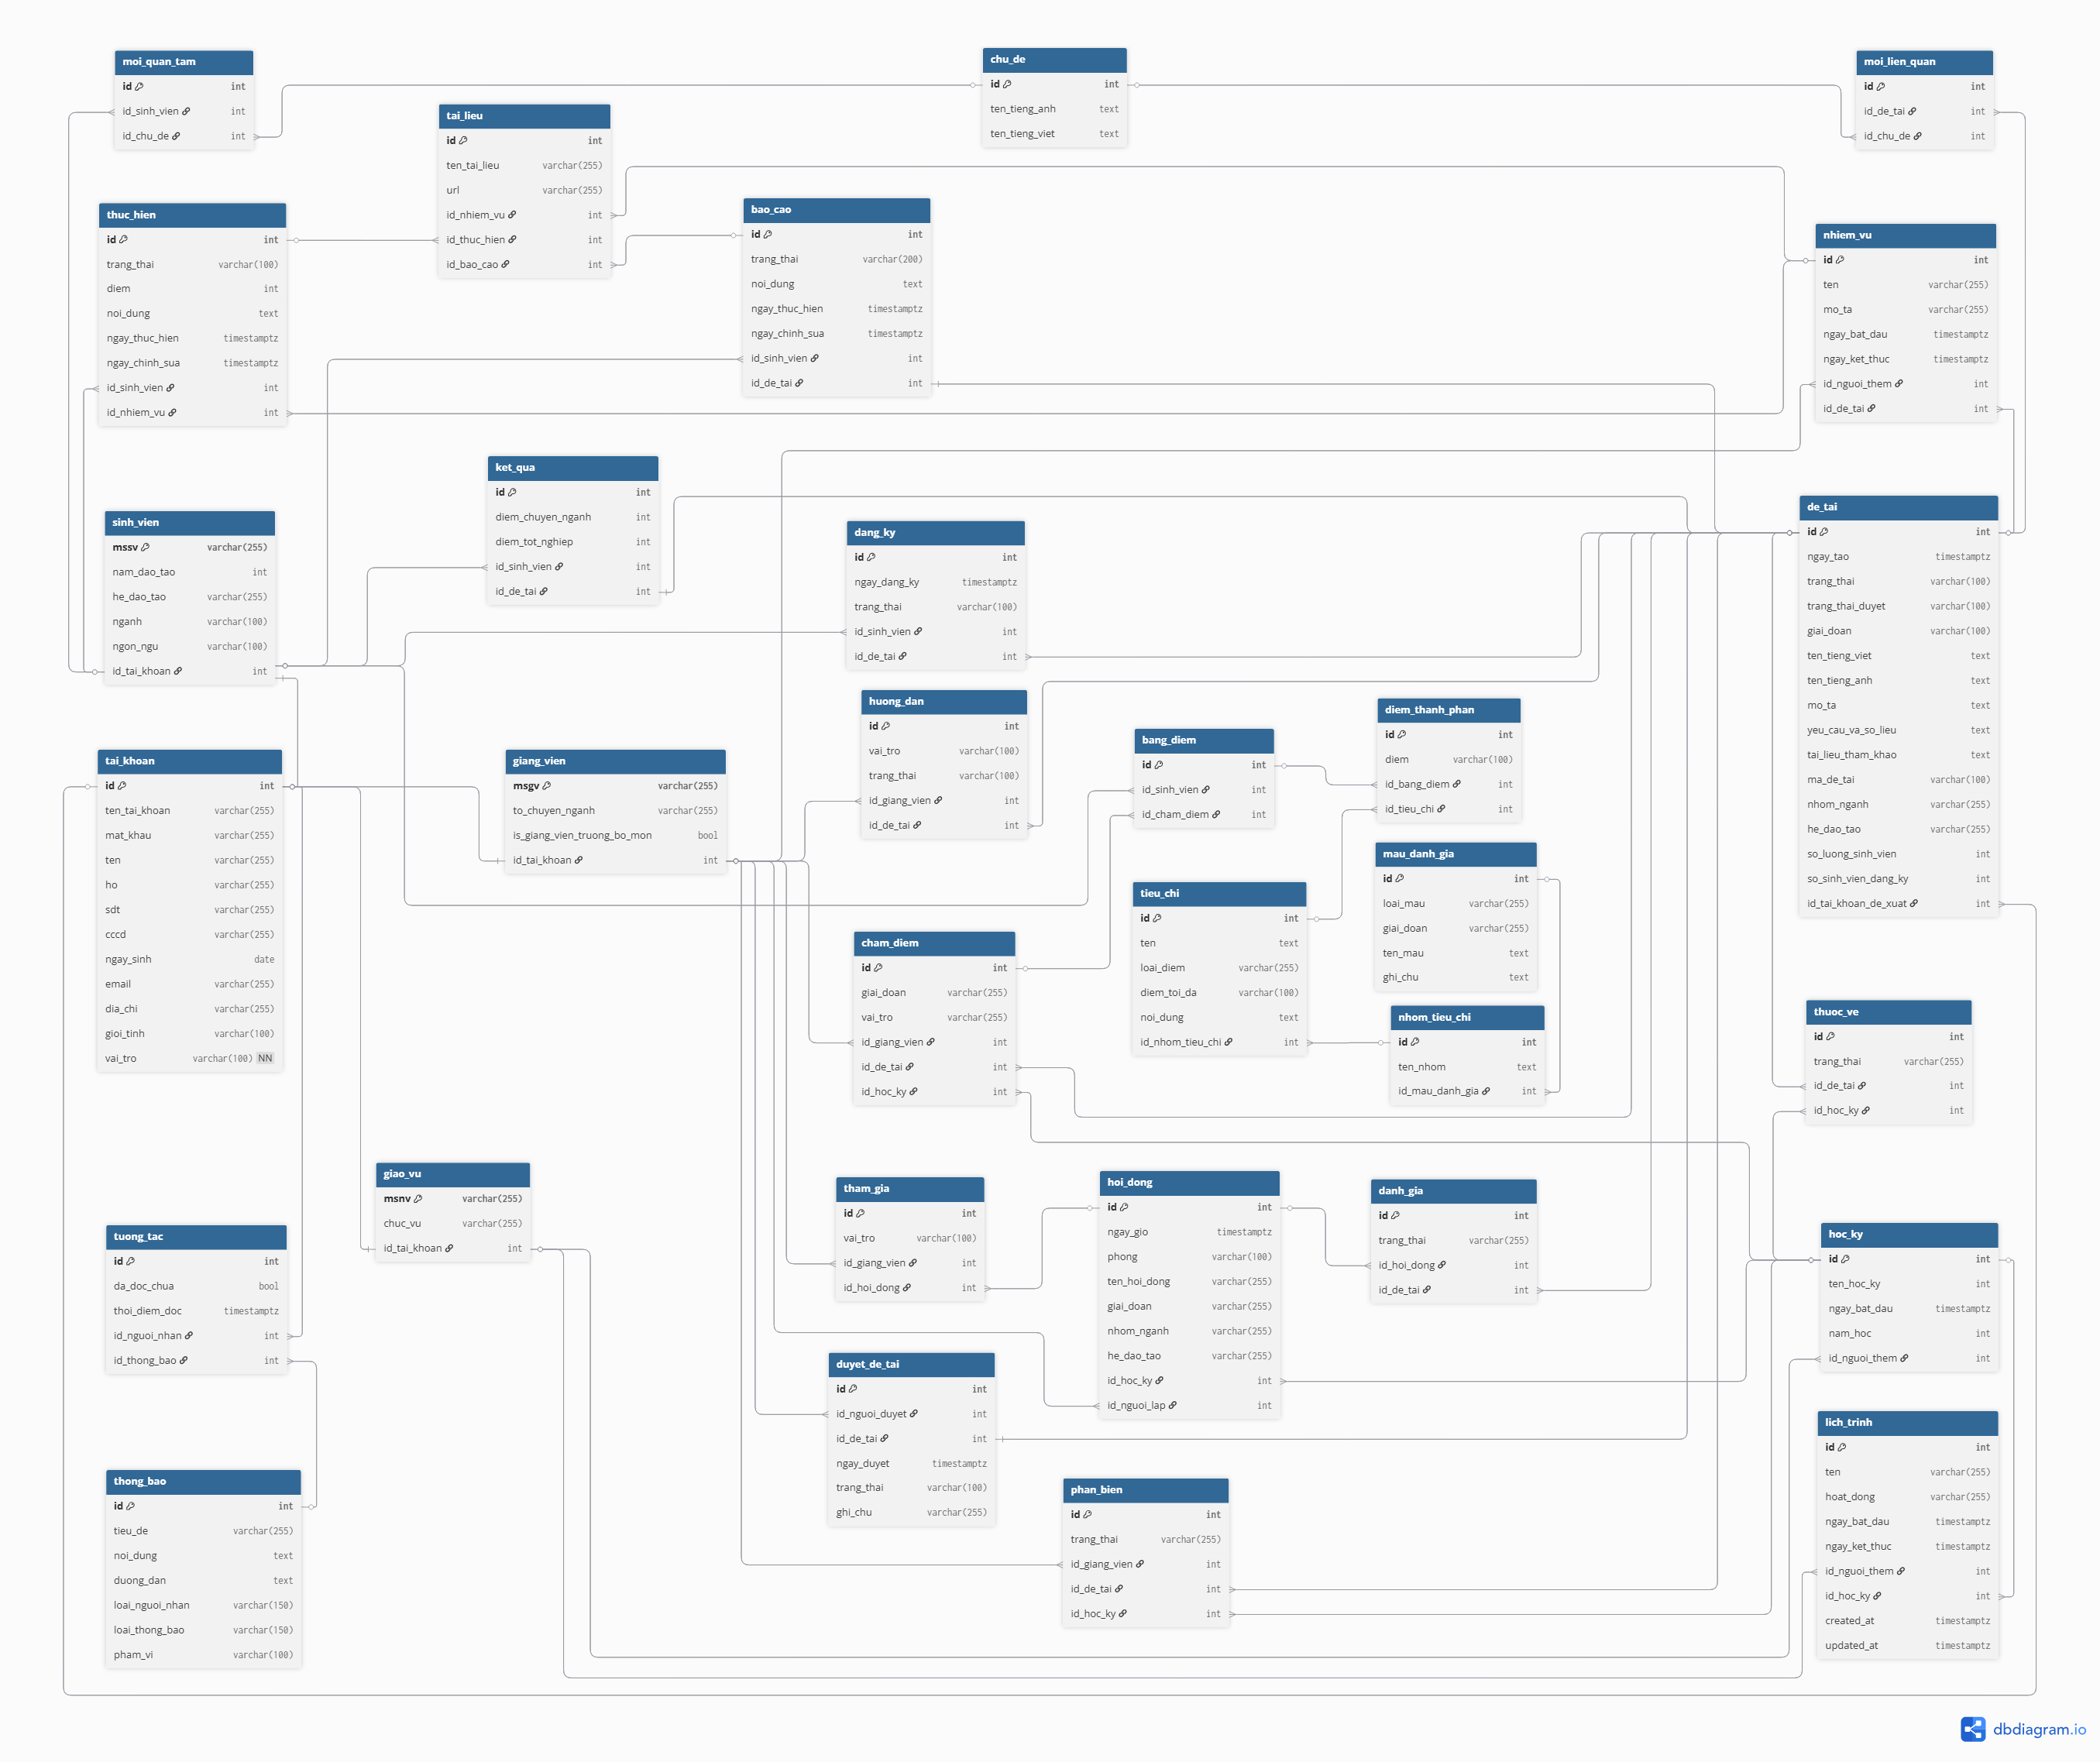 moi_quan_tam
id int
id_sinh_vien int
id_chu_de int
chu_de
id int
ten_tieng_anh text
ten_tieng_viet text
moi_lien_quan
id int
id_de_tai int
id_chu_de int
tai_lieu
id int
ten_tai_lieu varchar(255)
url varchar(255)
id_nhiem_vu int
id_thuc_hien int
id_bao_cao int
thuc_hien
id int
trang_thai varchar(100)
diem int
noi_dung text
ngay_thuc_hien timestamptz
ngay_chinh_sua timestamptz
id_sinh_vien int
id_nhiem_vu int
bao_cao
id int
trang_thai varchar(200)
noi_dung text
ngay_thuc_hien timestamptz
ngay_chinh_sua timestamptz
id_sinh_vien int
id_de_tai int
nhiem_vu
id int
ten varchar(255)
mo_ta varchar(255)
ngay_bat_dau timestamptz
ngay_ket_thuc timestamptz
id_nguoi_them int
id_de_tai int
ket_qua
id int
diem_chuyen_nganh int
diem_tot_nghiep int
id_sinh_vien int
id_de_tai int
sinh_vien
mssv varchar(255)
nam_dao_tao int
he_dao_tao varchar(255)
nganh varchar(100)
ngon_ngu varchar(100)
id_tai_khoan int
dang_ky
id int
ngay_dang_ky timestamptz
trang_thai varchar(100)
id_sinh_vien int
id_de_tai int
de_tai
id int
ngay_tao timestamptz
trang_thai varchar(100)
trang_thai_duyet varchar(100)
giai_doan varchar(100)
ten_tieng_viet text
ten_tieng_anh text
mo_ta text
yeu_cau_va_so_lieu text
tai_lieu_tham_khao text
ma_de_tai varchar(100)
nhom_nganh varchar(255)
he_dao_tao varchar(255)
so_luong_sinh_vien int
so_sinh_vien_dang_ky int
id_tai_khoan_de_xuat int
huong_dan
id int
vai_tro varchar(100)
trang_thai varchar(100)
id_giang_vien int
id_de_tai int
diem_thanh_phan
id int
diem varchar(100)
id_bang_diem int
id_tieu_chi int
bang_diem
id int
id_sinh_vien int
id_cham_diem int
tai_khoan
id int
ten_tai_khoan varchar(255)
mat_khau varchar(255)
ten varchar(255)
ho varchar(255)
sdt varchar(255)
cccd varchar(255)
ngay_sinh date
email varchar(255)
dia_chi varchar(255)
gioi_tinh varchar(100)
vai_tro varchar(100) NN
giang_vien
msgv varchar(255)
to_chuyen_nganh varchar(255)
is_giang_vien_truong_bo_mon bool
id_tai_khoan int
mau_danh_gia
id int
loai_mau varchar(255)
giai_doan varchar(255)
ten_mau text
ghi_chu text
tieu_chi
id int
ten text
loai_diem varchar(255)
diem_toi_da varchar(100)
noi_dung text
id_nhom_tieu_chi int
cham_diem
id int
giai_doan varchar(255)
vai_tro varchar(255)
id_giang_vien int
id_de_tai int
id_hoc_ky int
nhom_tieu_chi
id int
ten_nhom text
id_mau_danh_gia int
thuoc_ve
id int
trang_thai varchar(255)
id_de_tai int
id_hoc_ky int
giao_vu
msnv varchar(255)
chuc_vu varchar(255)
id_tai_khoan int
tham_gia
id int
vai_tro varchar(100)
id_giang_vien int
id_hoi_dong int
hoi_dong
id int
ngay_gio timestamptz
phong varchar(100)
ten_hoi_dong varchar(255)
giai_doan varchar(255)
nhom_nganh varchar(255)
he_dao_tao varchar(255)
id_hoc_ky int
id_nguoi_lap int
danh_gia
id int
trang_thai varchar(255)
id_hoi_dong int
id_de_tai int
tuong_tac
id int
da_doc_chua bool
thoi_diem_doc timestamptz
id_nguoi_nhan int
id_thong_bao int
hoc_ky
id int
ten_hoc_ky int
ngay_bat_dau timestamptz
nam_hoc int
id_nguoi_them int
duyet_de_tai
id int
id_nguoi_duyet int
id_de_tai int
ngay_duyet timestamptz
trang_thai varchar(100)
ghi_chu varchar(255)
lich_trinh
id int
ten varchar(255)
hoat_dong varchar(255)
ngay_bat_dau timestamptz
ngay_ket_thuc timestamptz
id_nguoi_them int
id_hoc_ky int
created_at timestamptz
updated_at timestamptz
thong_bao
id int
tieu_de varchar(255)
noi_dung text
duong_dan text
loai_nguoi_nhan varchar(150)
loai_thong_bao varchar(150)
pham_vi varchar(100)
phan_bien
id int
trang_thai varchar(255)
id_giang_vien int
id_de_tai int
id_hoc_ky int
dbdiagram.io